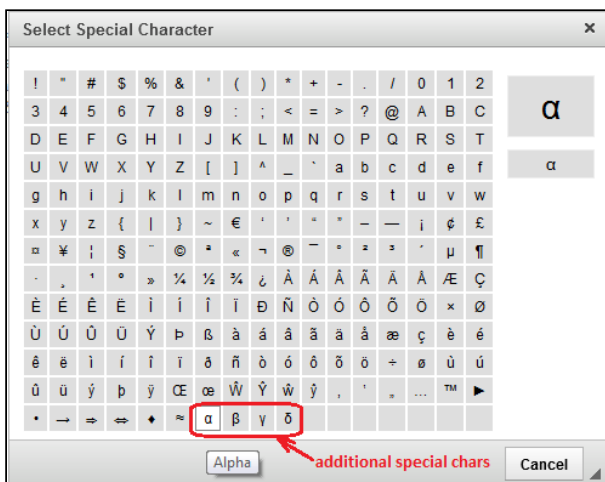 Select Special Character ×
! " # $ % & ' ( ) * + - . / 0 1 2
3 4 5 6 7 8 9 : ; < = > ? @ A B C
α
D E F G H I J K L M N O P Q R S T
U V W X Y Z [ ] ^ _ ` a b c d e f
α
g h i j k l m n o p q r s t u v w
x y z { | } ~ € ‘ ’ “ ” – — ¡ ¢ £
¤ ¥ ¦ § ¨ © ª « ¬ ® ¯ ° ² ³ ´ µ ¶
· ¸ ¹ º » ¼ ½ ¾ ¿ À Á Â Ã Ä Å Æ Ç
È É Ê Ë Ì Í Î Ï Ð Ñ Ò Ó Ô Õ Ö × Ø
Ù Ú Û Ü Ý Þ ß à á â ã ä å æ ç è é
ê ë ì í î ï ð ñ ò ó ô õ ö ÷ ø ù ú
û ü ý þ ÿ Œ œ Ŵ Ŷ ŵ ŷ ‚ ‛ „ … ™ ►
• → ⇒ ⇔ ♦ ≈ α β γ δ
Alpha
additional special chars
Cancel